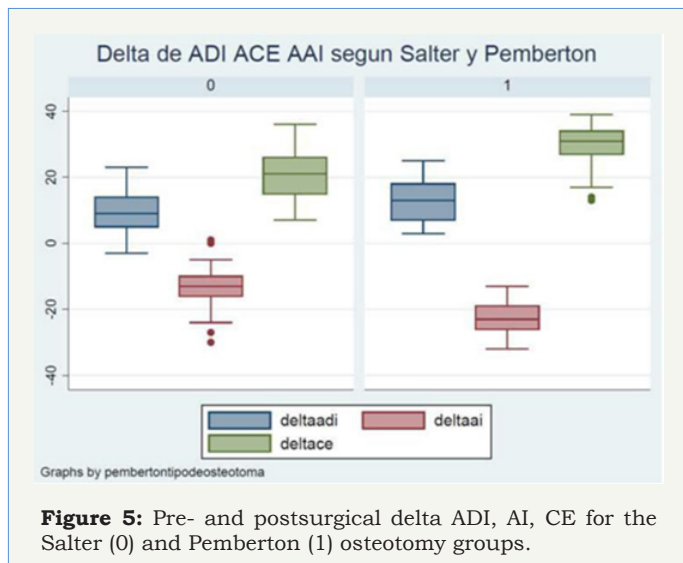 Delta de ADI ACE AAI segun Salter y Pemberton
0 1
40
20
0
-20
-40
deltaadi deltaai
deltace
Graphs by pembertontipodeosteotoma
Figure 5: Pre- and postsurgical delta ADI, AI, CE for the
Salter (0) and Pemberton (1) osteotomy groups.